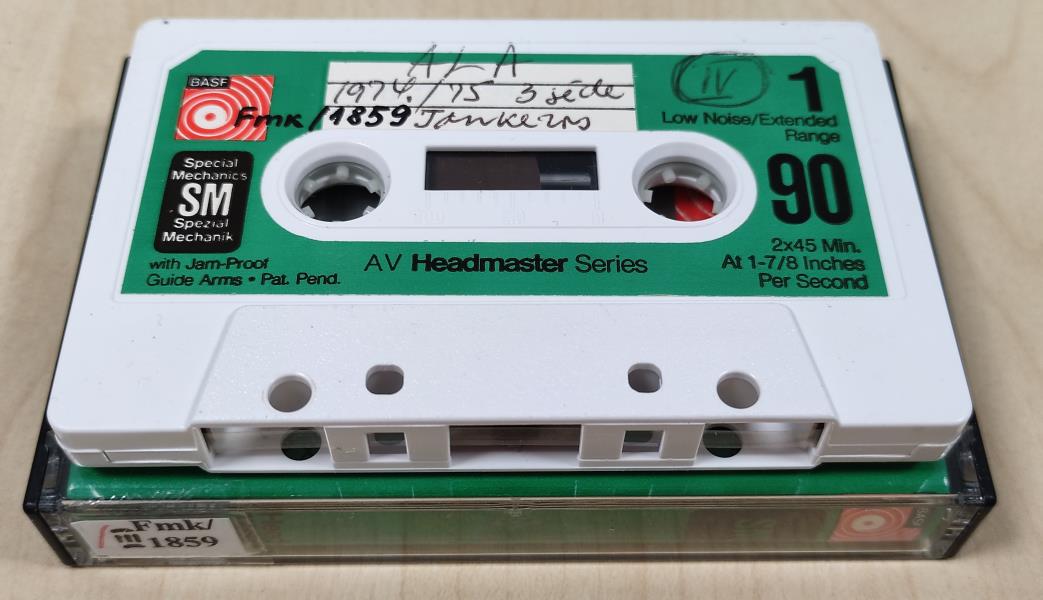 BASF
ALA
1974./75 3 sēde
Fmk/1859 Jankerns
IV
1
Low Noise/Extended
Range
Special
Mechanics
SM
Spezial
Mechanik
90
with Jam-Proof
Guide Arms • Pat. Pend.
AV Headmaster Series
2x45 Min.
At 1-7/8 Inches
Per Second
Fmk/
1859
BASF